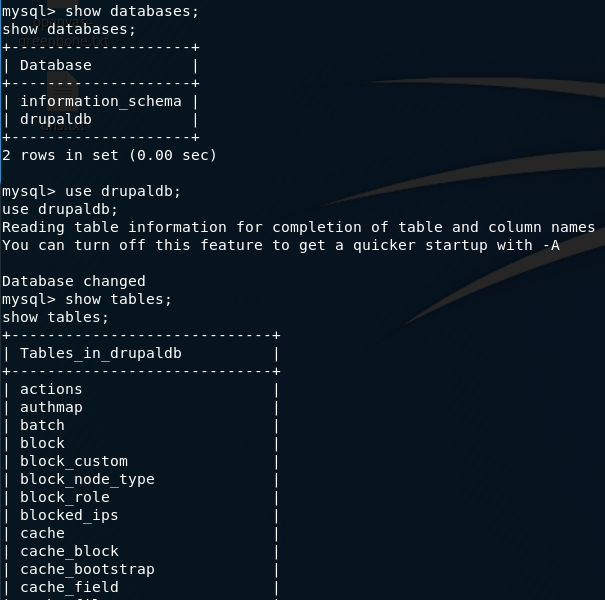 mysql> show databases;
show databases;
+--------------------+
| Database           |
+--------------------+
| information_schema |
| drupaldb           |
+--------------------+
2 rows in set (0.00 sec)

mysql> use drupaldb;
use drupaldb;
Reading table information for completion of table and column names
You can turn off this feature to get a quicker startup with -A

Database changed
mysql> show tables;
show tables;
+-----------------------------+
| Tables_in_drupaldb          |
+-----------------------------+
| actions                     |
| authmap                     |
| batch                       |
| block                       |
| block_custom                |
| block_node_type             |
| block_role                  |
| blocked_ips                 |
| cache                       |
| cache_block                 |
| cache_bootstrap             |
| cache_field                 |